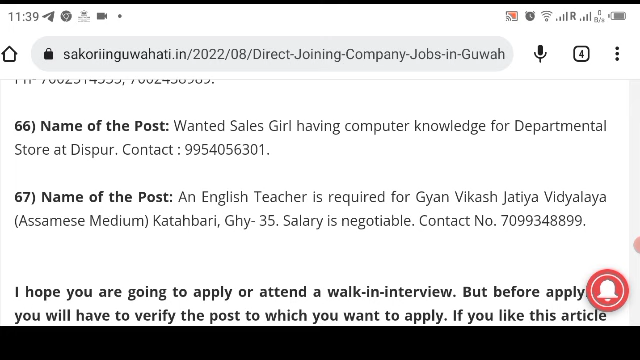 11:39
R
0 B/s
sakoriinguwahati.in/2022/08/Direct-Joining-Company-Jobs-in-Guwah
4
66) Name of the Post: Wanted Sales Girl having computer knowledge for Departmental
Store at Dispur. Contact : 9954056301.
67) Name of the Post: An English Teacher is required for Gyan Vikash Jatiya Vidyalaya
(Assamese Medium) Katahbari, Ghy- 35. Salary is negotiable. Contact No. 7099348899.
I hope you are going to apply or attend a walk-in-interview. But before apply
you will have to verify the post to which you want to apply. If you like this article